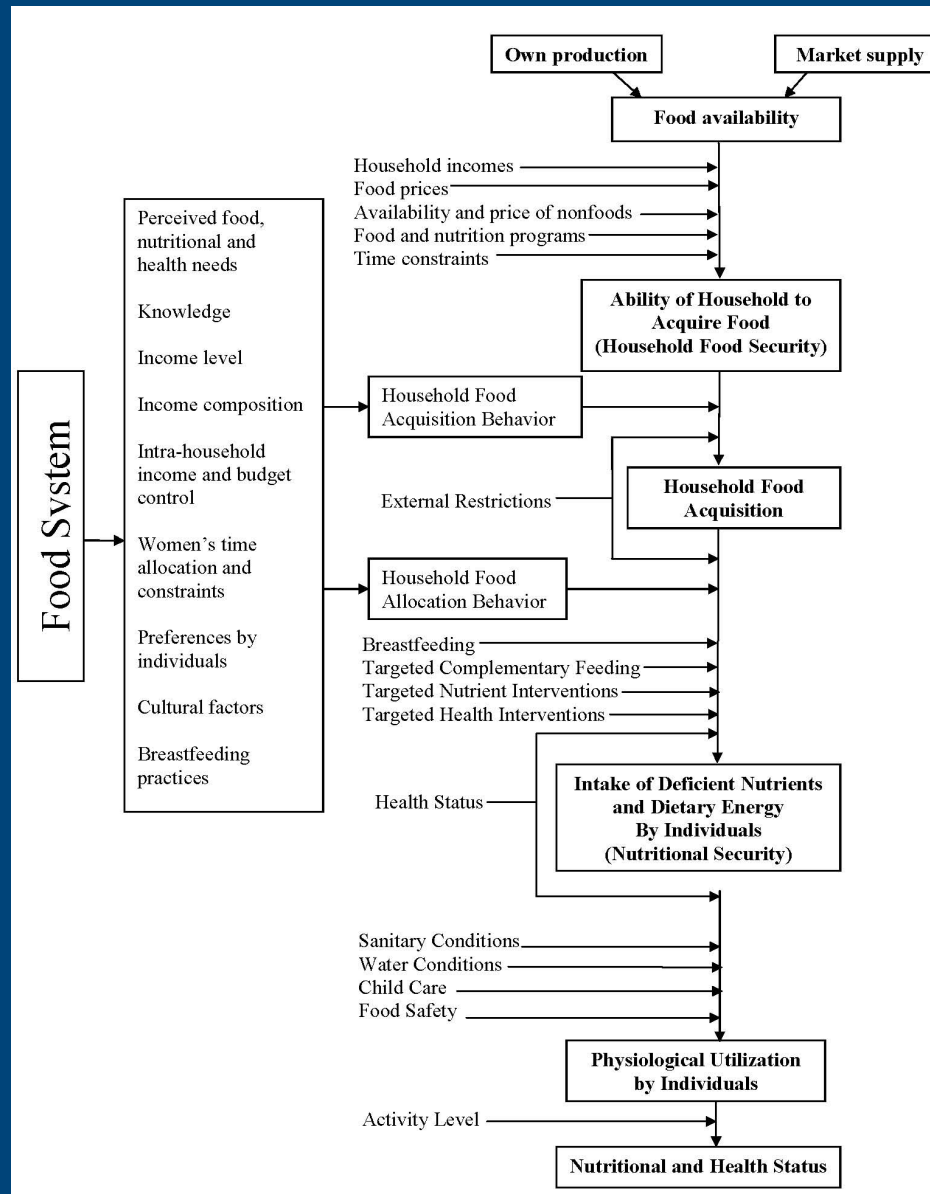 Own production
Market supply
Food availability
Household incomes
Food prices
Availability and price of nonfoods
Food and nutrition programs
Time constraints
Ability of Household to
Acquire Food
(Household Food Security)
Food System
Perceived food,
nutritional and
health needs
Knowledge
Income level
Income composition
Intra-household
income and budget
control
Women's time
allocation and
constraints
Preferences by
individuals
Cultural factors
Breastfeeding
practices
Household Food
Acquisition Behavior
External Restrictions
Household Food
Acquisition
Household Food
Allocation Behavior
Breastfeeding
Targeted Complementary Feeding
Targeted Nutrient Interventions
Targeted Health Interventions
Health Status
Intake of Deficient Nutrients
and Dietary Energy
By Individuals
(Nutritional Security)
Sanitary Conditions
Water Conditions
Child Care
Food Safety
Physiological Utilization
by Individuals
Activity Level
Nutritional and Health Status